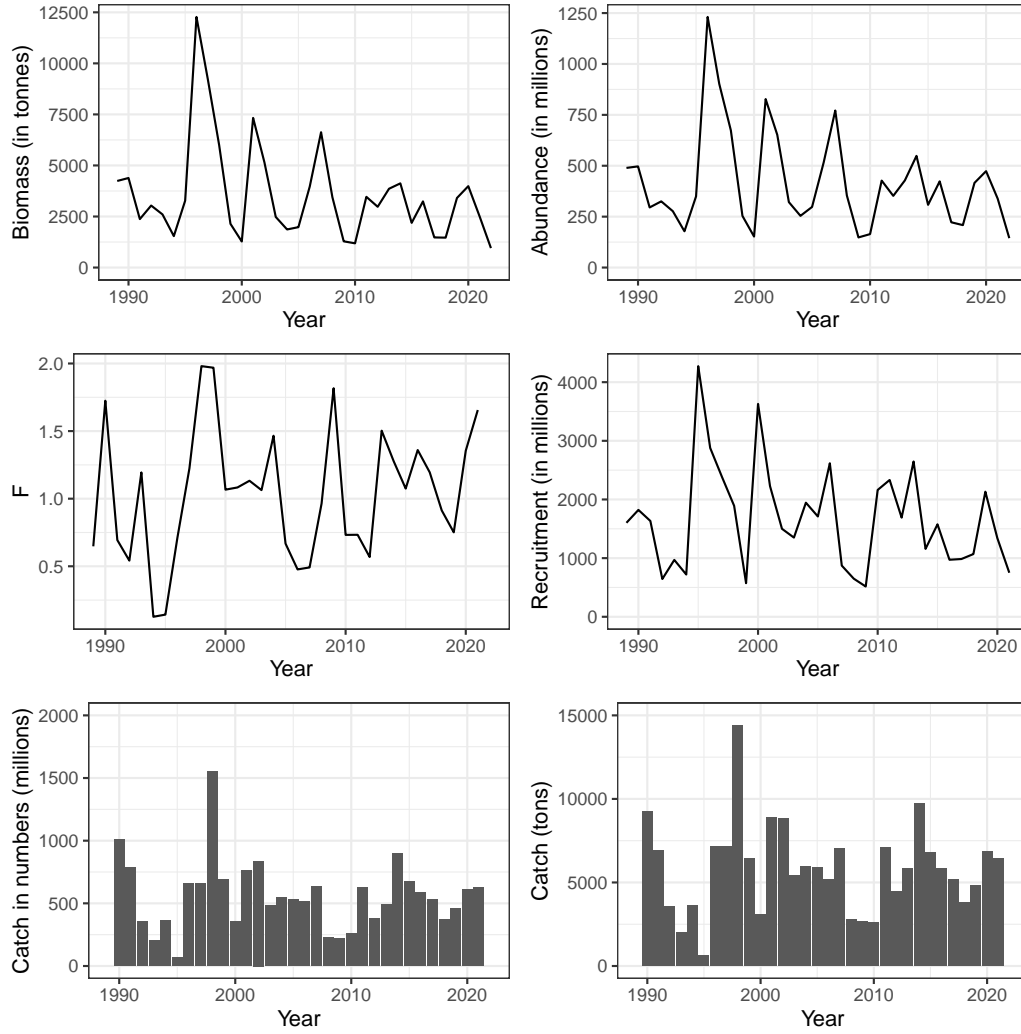 Biomass (in tonnes)
12500
10000
7500
5000
2500
0
1990 2000 2010 2020
Year
Abundance (in millions)
1250
1000
750
500
250
0
1990 2000 2010 2020
Year
F
2.0
1.5
1.0
0.5
1990 2000 2010 2020
Year
Recruitment (in millions)
4000
3000
2000
1000
0
1990 2000 2010 2020
Year
Catch in numbers (millions)
2000
1500
1000
500
0
1990 2000 2010 2020
Year
Catch (tons)
15000
10000
5000
0
1990 2000 2010 2020
Year